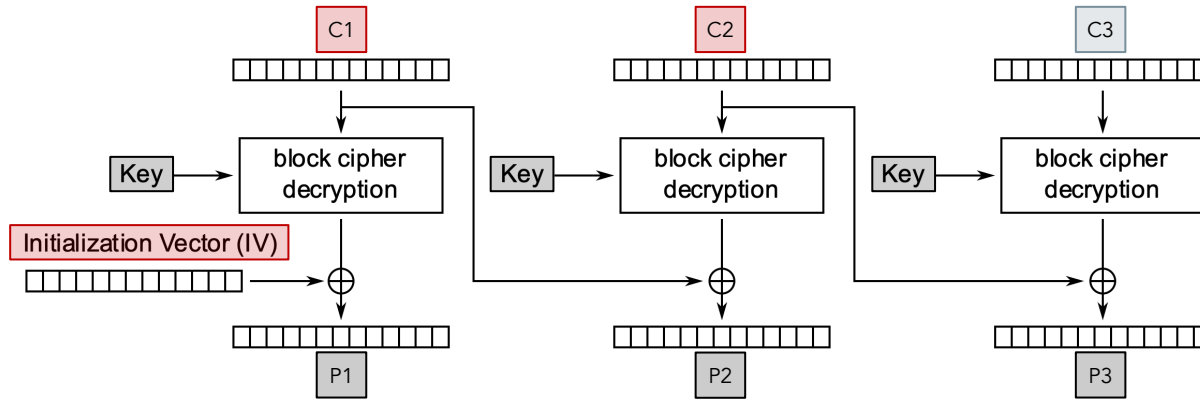 C1
C2
C3
block cipher
decryption
block cipher
decryption
block cipher
decryption
Key
Key
Key
Initialization Vector (IV)
P1
P2
P3